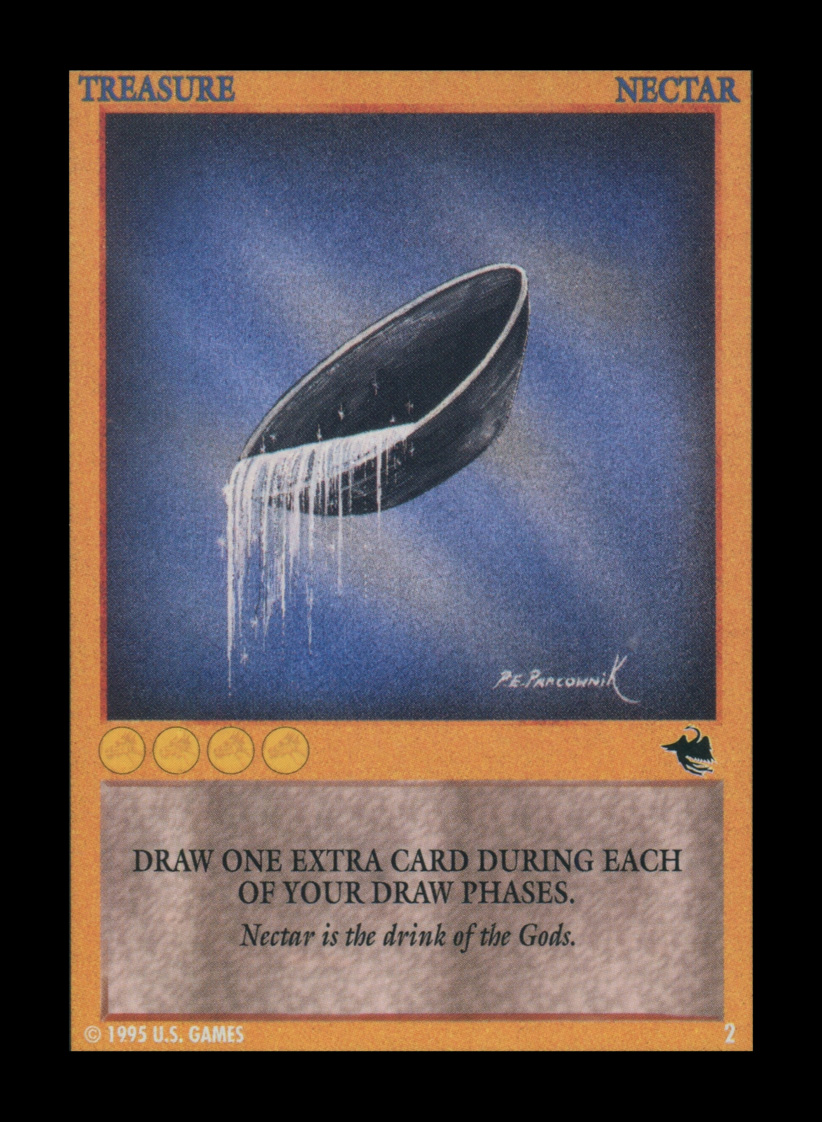 TREASURE
NECTAR
P.E. PARCOWNIK
DRAW ONE EXTRA CARD DURING EACH
OF YOUR DRAW PHASES.
Nectar is the drink of the Gods.
© 1995 U.S. GAMES
2